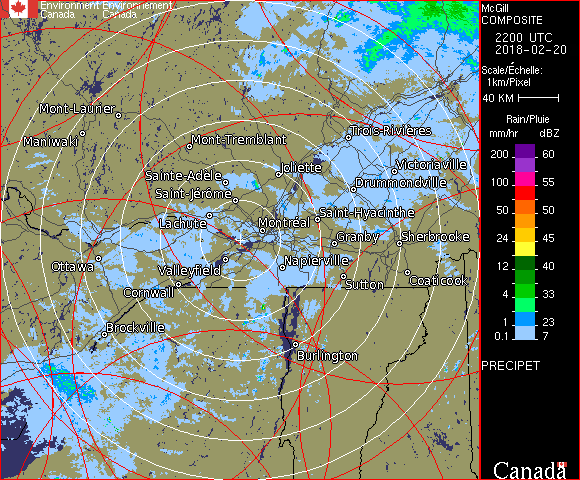 Environment Environnement
Canada Canada
McGill
COMPOSITE
2200 UTC
2018-02-20
Scale/Échelle:
1km/Pixel
40 KM
Rain/Pluie
mm/hr dBZ
200 60
100 55
50 50
24 45
12 40
4 33
1 23
0.1 7
PRECIPET
Canada
Mont-Laurier
Maniwaki
Mont-Tremblant
Trois-Rivières
Sainte-Adèle
Joliette
Victoriaville
Saint-Jérôme
Drummondville
Lachute
Montréal
Saint-Hyacinthe
Granby
Sherbrooke
Ottawa
Valleyfield
Napierville
Cornwall
Sutton
Coaticook
Brockville
Burlington